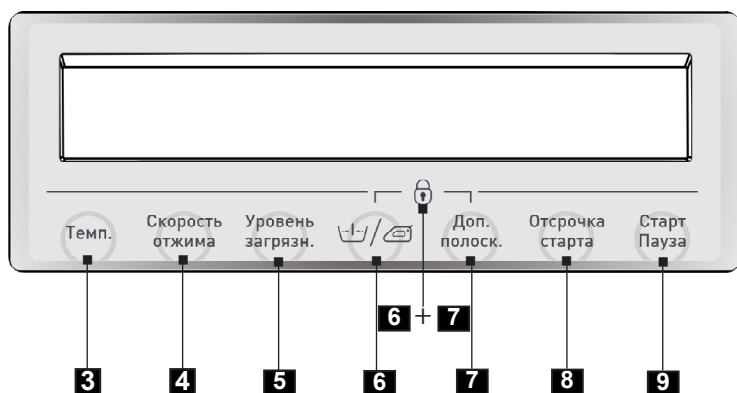 Темп.
Скорость
отжима
Уровень
загрязн.
/
Доп.
полоск.
Отсрочка
старта
Старт
Пауза
6 + 7
3 4 5 6 7 8 9